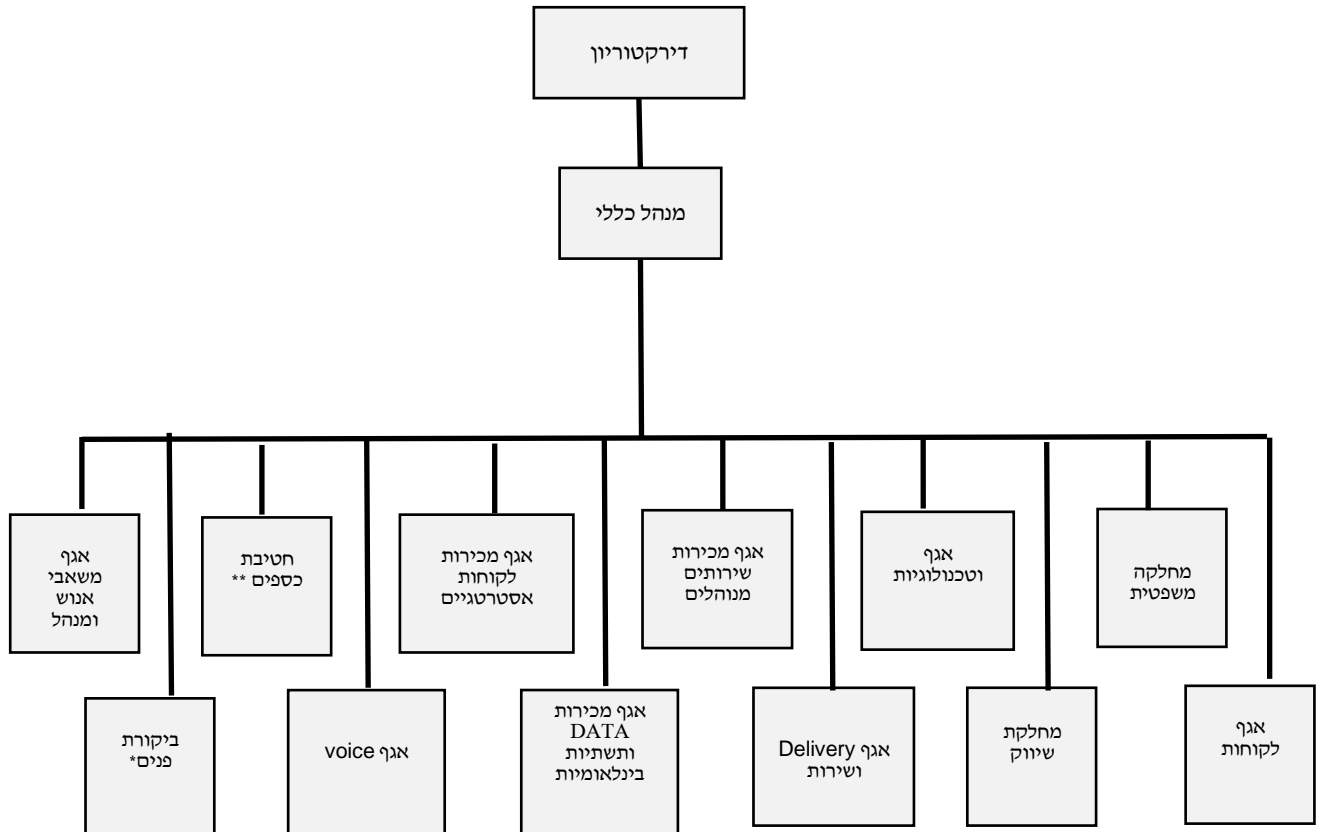 דירקטוריון
מנהל כללי
מחלקה
משפטית
אגף
וטכנולוגיות
אגף מכירות
שירותים
מנוהלים
אגף מכירות
לקוחות
אסטרטגיים
חטיבת
כספים **
אגף
משאבי
אנוש
ומנהל
אגף
לקוחות
מחלקת
שיווק
אגף Delivery
ושירות
אגף מכירות
DATA
ותשתיות
בינלאומיות
אגף voice
ביקורת
פנים*